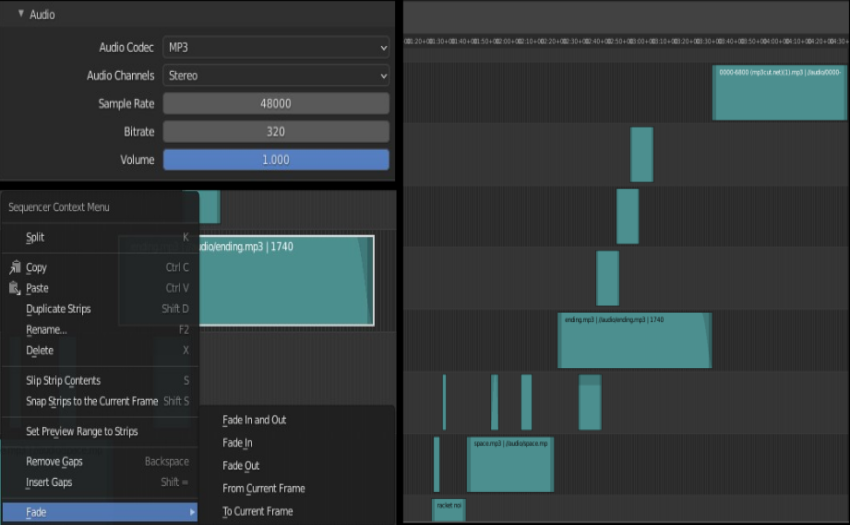 Audio
Audio Codec MP3
Audio Channels Stereo
Sample Rate 48000
Bitrate 320
Volume 1.000
Sequencer Context Menu
Split K
Copy Ctrl C
Paste Ctrl V
Duplicate Strips Shift D
Rename... F2
Delete X
Slip Strip Contents S
Snap Strips to the Current Frame Shift S
Set Preview Range to Strips
Remove Gaps Backspace
Insert Gaps Shift =
Fade
udio/ending.mp3 | 1740
Fade In and Out
Fade In
Fade Out
From Current Frame
To Current Frame
0000-6800 (mp3cut.net)(1).mp3 | //audio/0000-
ending.mp3 | //audio/ending.mp3 | 1740
space.mp3 | //audio/space.mp